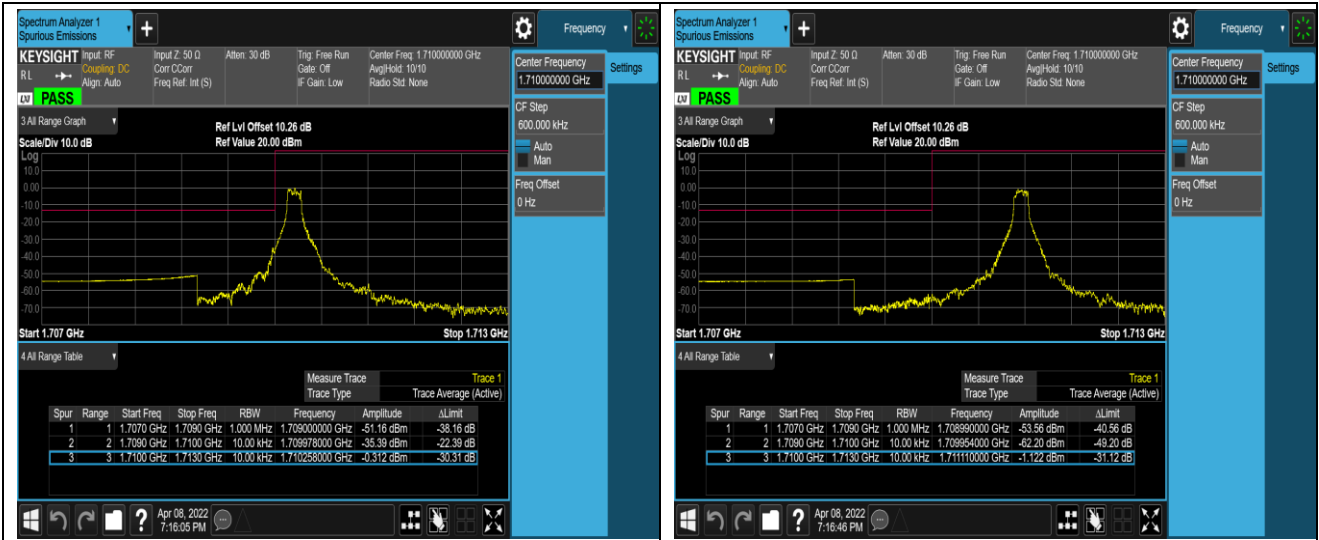 Spectrum Analyzer 1
Spurious Emissions
+
Frequency
KEYSIGHT Input: RF Input Z: 50 Ω Atten: 30 dB Trig: Free Run Center Freq: 1.710000000 GHz
Coupling: DC Corr CCorr Gate: Off Avg|Hold: 10/10
R L Align: Auto Freq Ref: Int (S) IF Gain: Low Radio Std: None
LXI PASS
Center Frequency
1.710000000 GHz
Settings
CF Step
600.000 kHz
Auto
Man
Freq Offset
0 Hz
3 All Range Graph
Ref Lvl Offset 10.26 dB
Scale/Div 10.0 dB Ref Value 20.00 dBm
Log
10.0
0.00
-10.0
-20.0
-30.0
-40.0
-50.0
-60.0
-70.0
Start 1.707 GHz Stop 1.713 GHz
4 All Range Table
Measure Trace Trace 1
Trace Type Trace Average (Active)
Spur Range Start Freq Stop Freq RBW Frequency Amplitude ΔLimit
1 1 1.7070 GHz 1.7090 GHz 1.000 MHz 1.709000000 GHz -51.16 dBm -38.16 dB
2 2 1.7090 GHz 1.7100 GHz 10.00 kHz 1.709978000 GHz -35.39 dBm -22.39 dB
3 3 1.7100 GHz 1.7130 GHz 10.00 kHz 1.710258000 GHz -0.312 dBm -30.31 dB
? Apr 08, 2022
7:16:05 PM
Spectrum Analyzer 1
Spurious Emissions
+
Frequency
KEYSIGHT Input: RF Input Z: 50 Ω Atten: 30 dB Trig: Free Run Center Freq: 1.710000000 GHz
Coupling: DC Corr CCorr Gate: Off Avg|Hold: 10/10
R L Align: Auto Freq Ref: Int (S) IF Gain: Low Radio Std: None
LXI PASS
Center Frequency
1.710000000 GHz
Settings
CF Step
600.000 kHz
Auto
Man
Freq Offset
0 Hz
3 All Range Graph
Ref Lvl Offset 10.26 dB
Scale/Div 10.0 dB Ref Value 20.00 dBm
Log
10.0
0.00
-10.0
-20.0
-30.0
-40.0
-50.0
-60.0
-70.0
Start 1.707 GHz Stop 1.713 GHz
4 All Range Table
Measure Trace Trace 1
Trace Type Trace Average (Active)
Spur Range Start Freq Stop Freq RBW Frequency Amplitude ΔLimit
1 1 1.7070 GHz 1.7090 GHz 1.000 MHz 1.708990000 GHz -53.56 dBm -40.56 dB
2 2 1.7090 GHz 1.7100 GHz 10.00 kHz 1.709954000 GHz -62.20 dBm -49.20 dB
3 3 1.7100 GHz 1.7130 GHz 10.00 kHz 1.711110000 GHz -1.122 dBm -31.12 dB
? Apr 08, 2022
7:16:46 PM